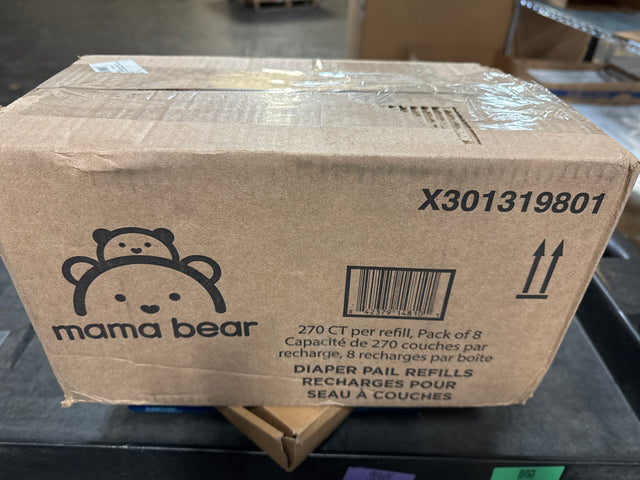 X301319801
mama bear
270 CT per refill, Pack of 8
Capacité de 270 couches par
recharge, 8 recharges par boîte
DIAPER PAIL REFILLS
RECHARGES POUR
SEAU À COUCHES